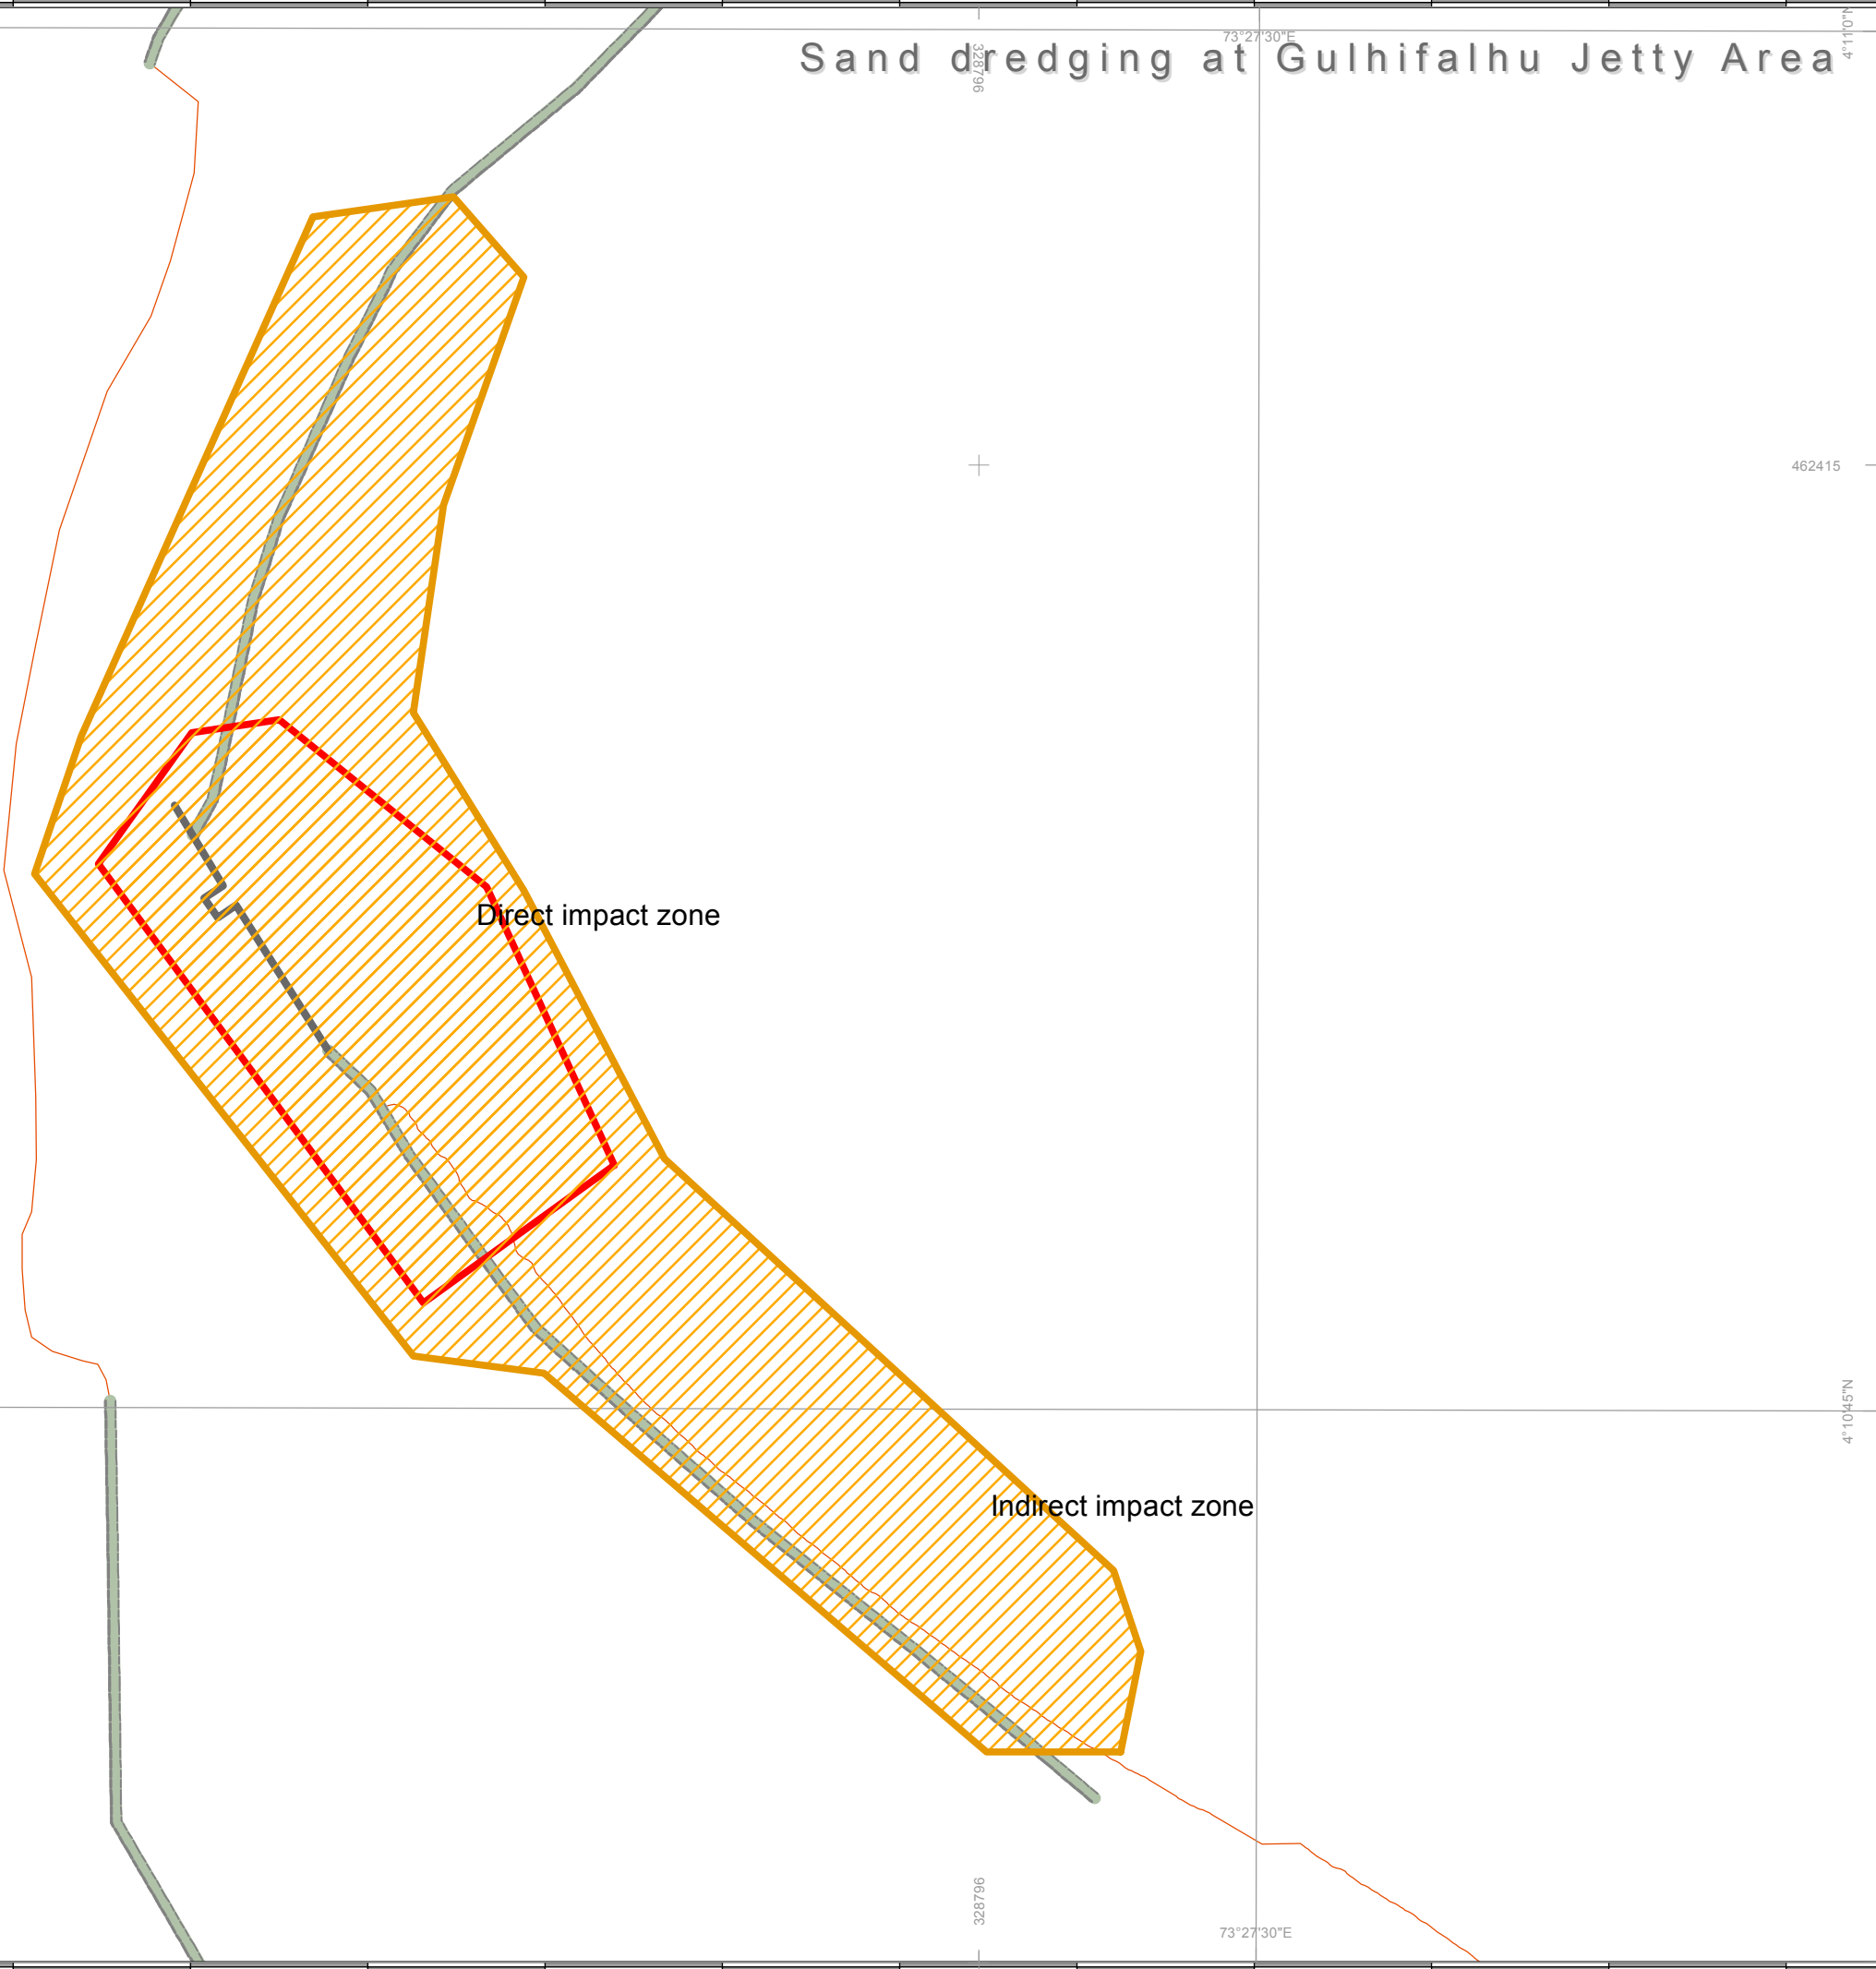 73°27'30"E
4°11'0"N
Sand dredging at Gulhifalhu Jetty Area
328796
462415
Direct impact zone
4°10'45"N
Indirect impact zone
328796
73°27'30"E